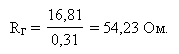 R_Г = 16,81 / 0,31 = 54,23 Ом.